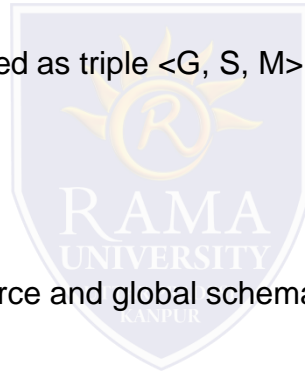 ed as triple <G, S, M>
RAMA
UNIVERSITY
rce and global schema
KANPUR